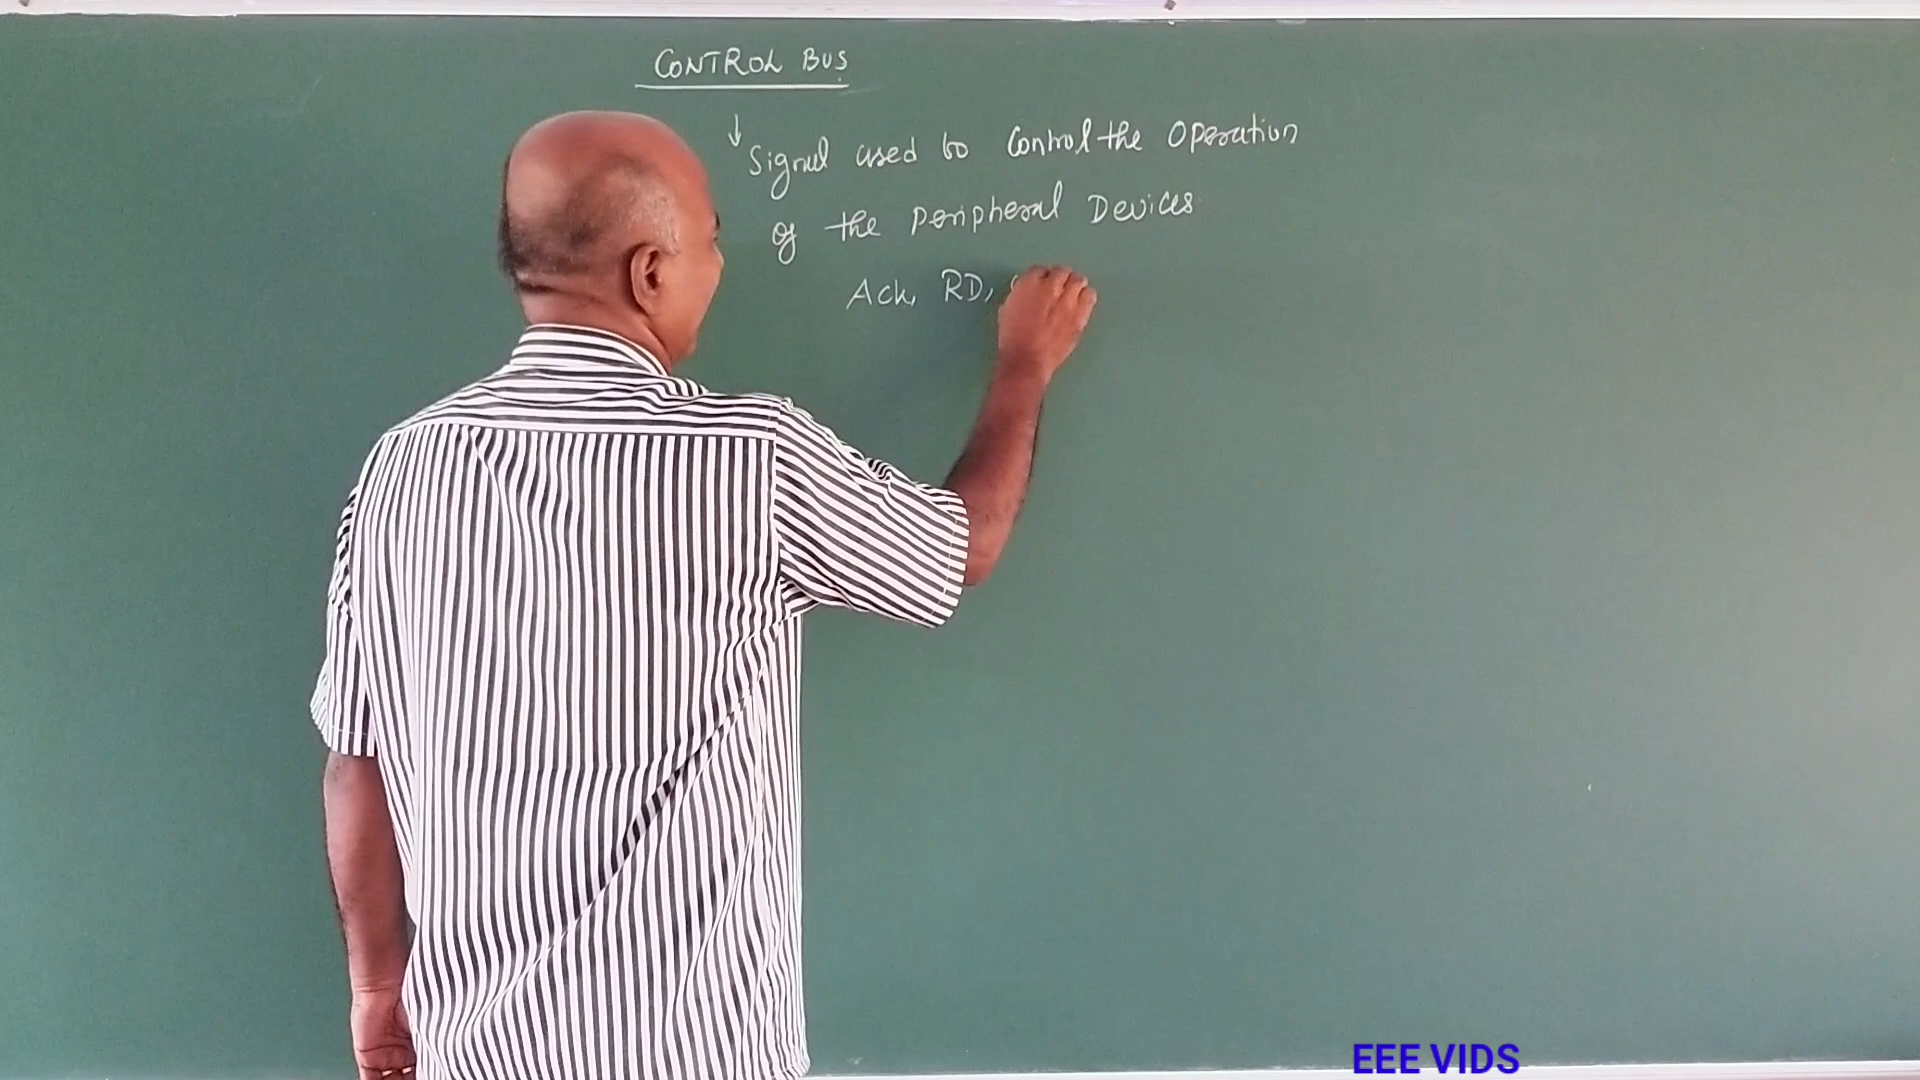 CONTROL BUS
↓ Signal used to Control the Operation
of the Peripheral Devices
Ack, RD,
EEE VIDS